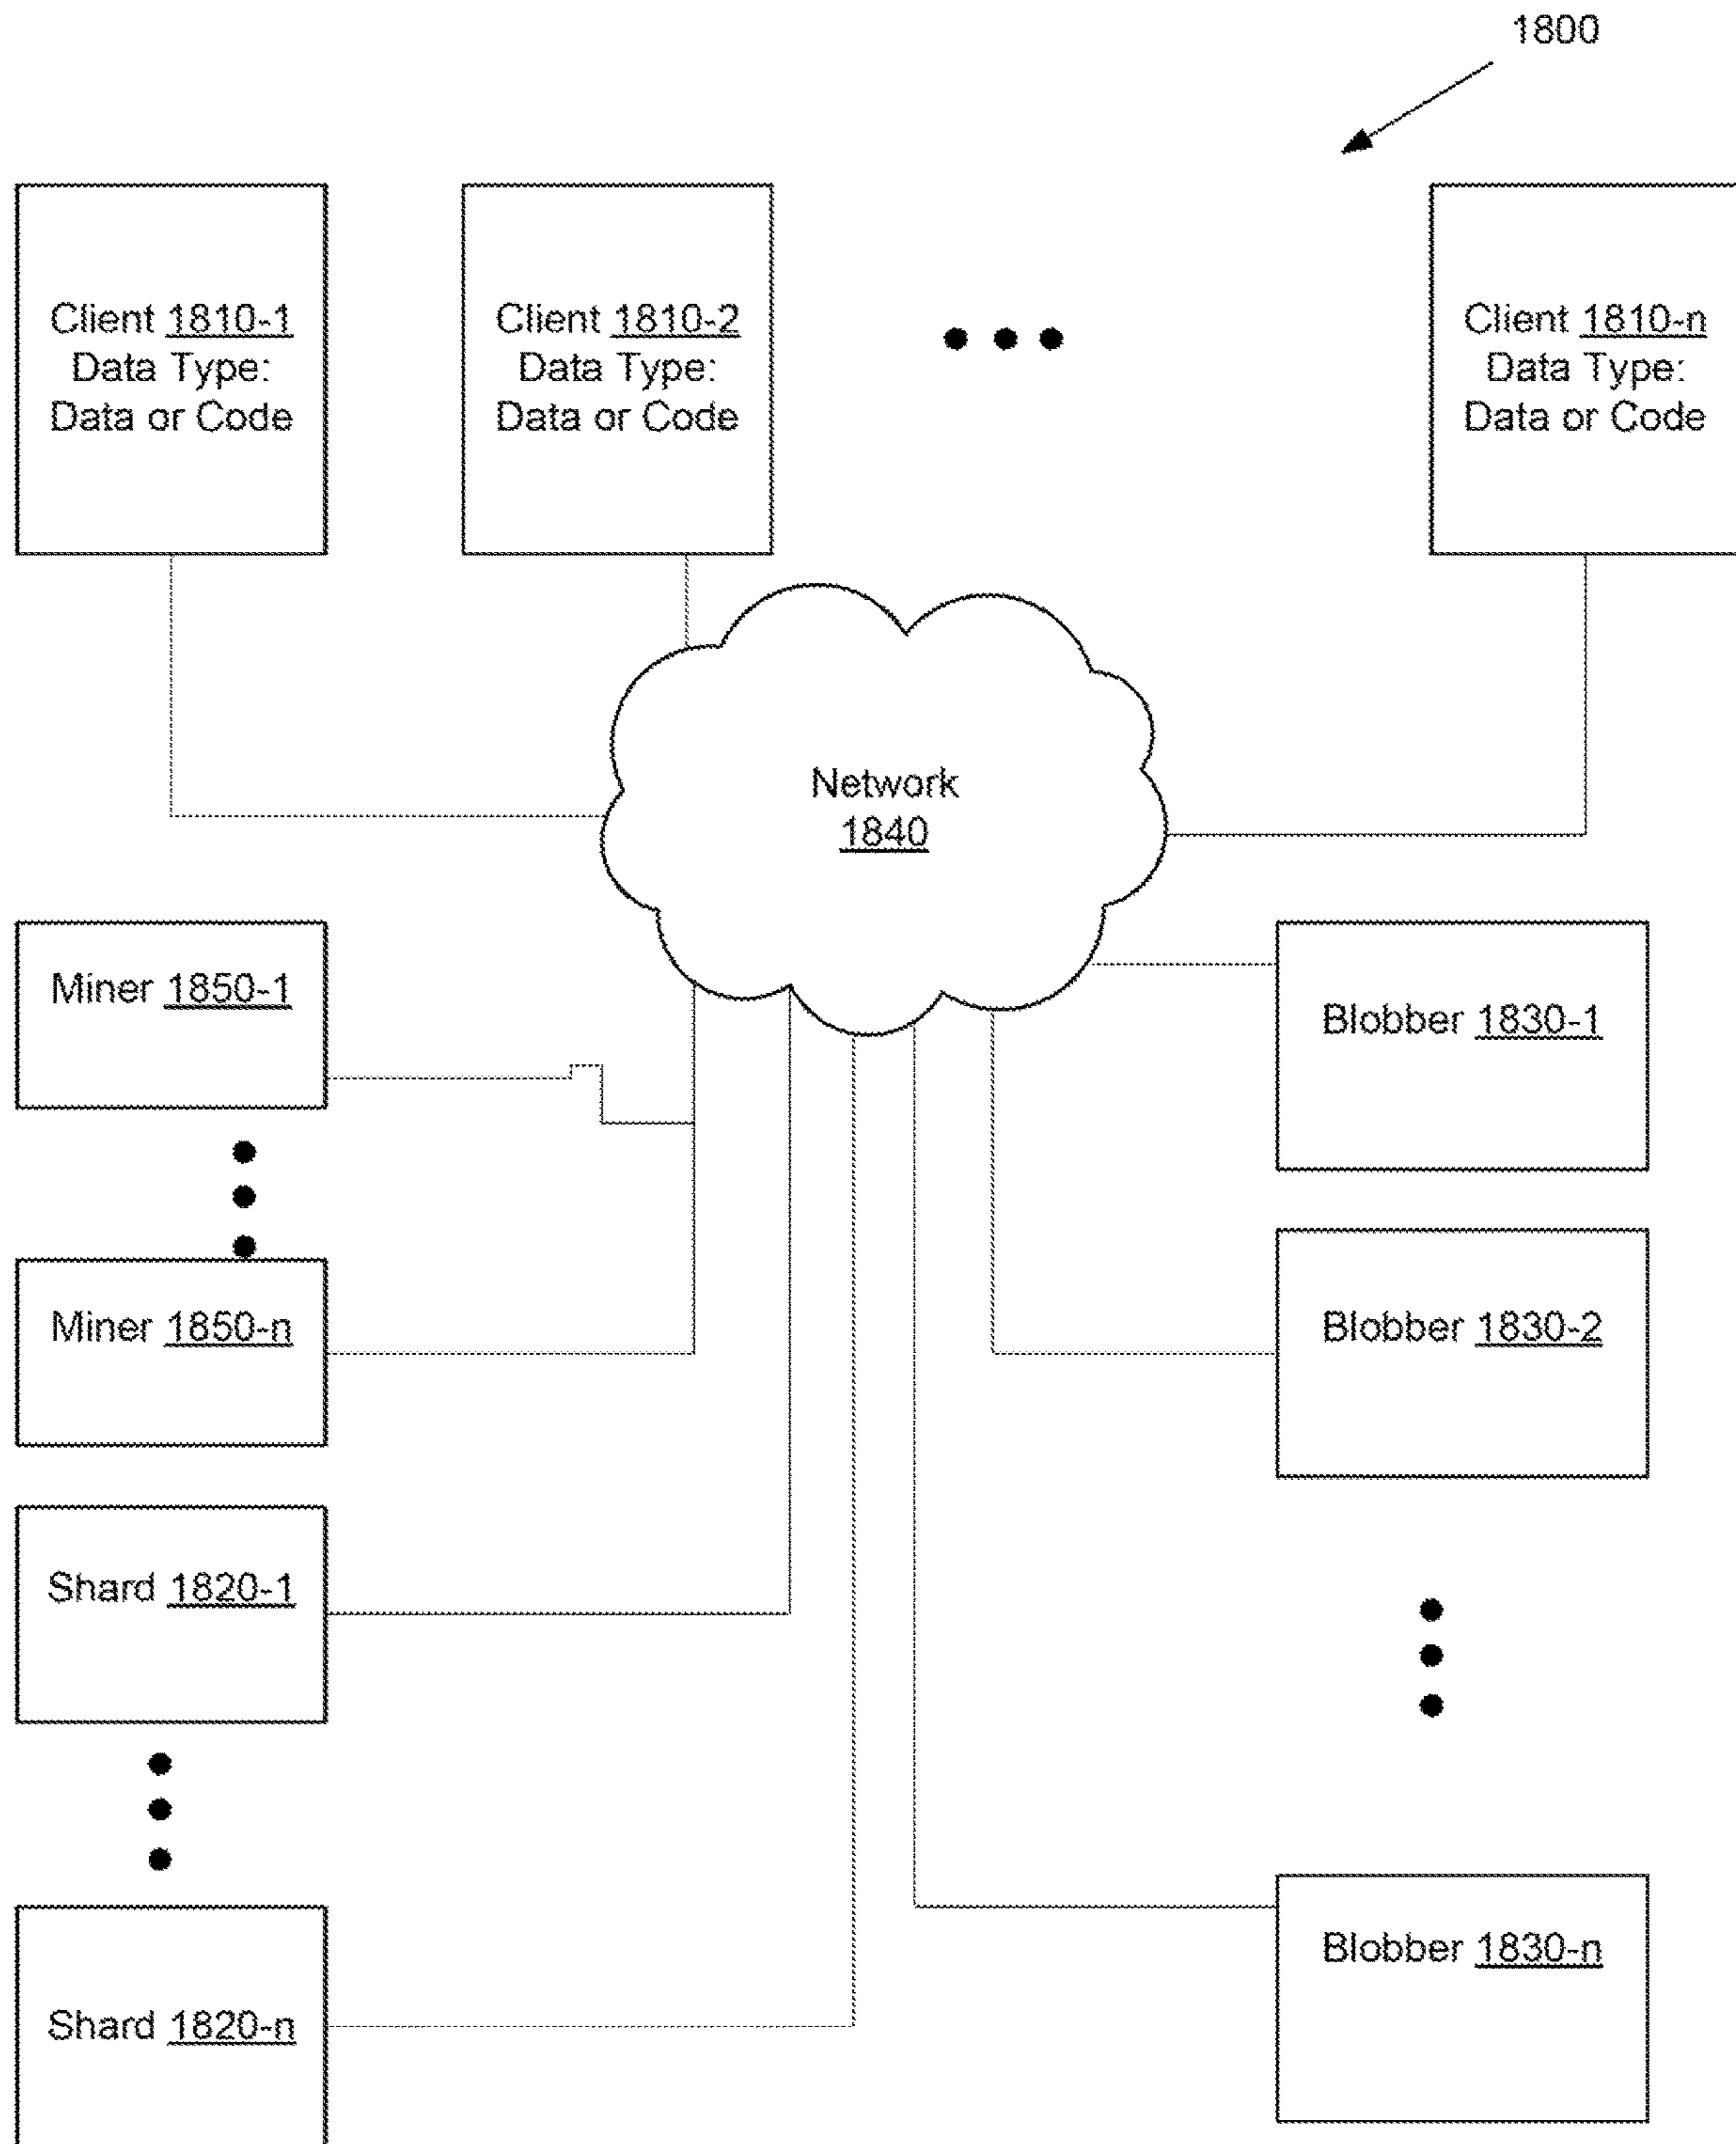 1800
Client 1810-1
Data Type:
Data or Code
Client 1810-2
Data Type:
Data or Code
Client 1810-n
Data Type:
Data or Code
Network
1840
Miner 1850-1
Blobber 1830-1
Miner 1850-n
Blobber 1830-2
Shard 1820-1
Blobber 1830-n
Shard 1820-n